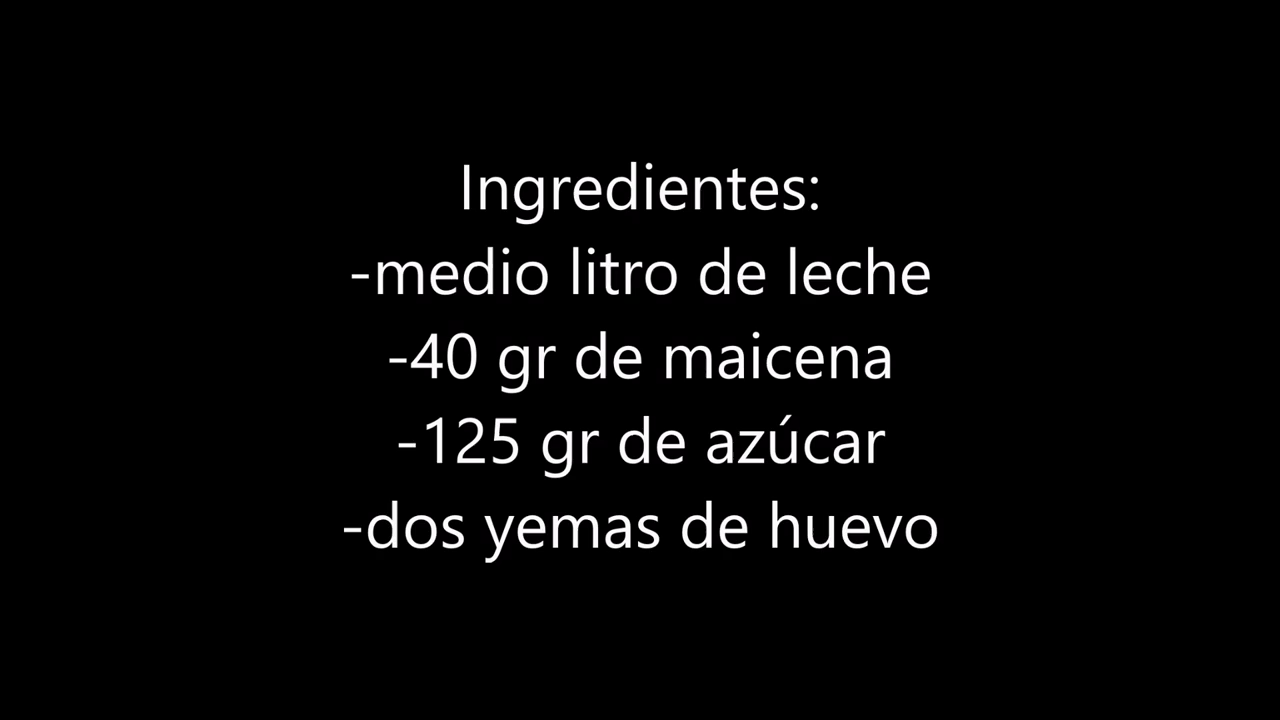 Ingredientes:
-medio litro de leche
-40 gr de maicena
-125 gr de azúcar
-dos yemas de huevo